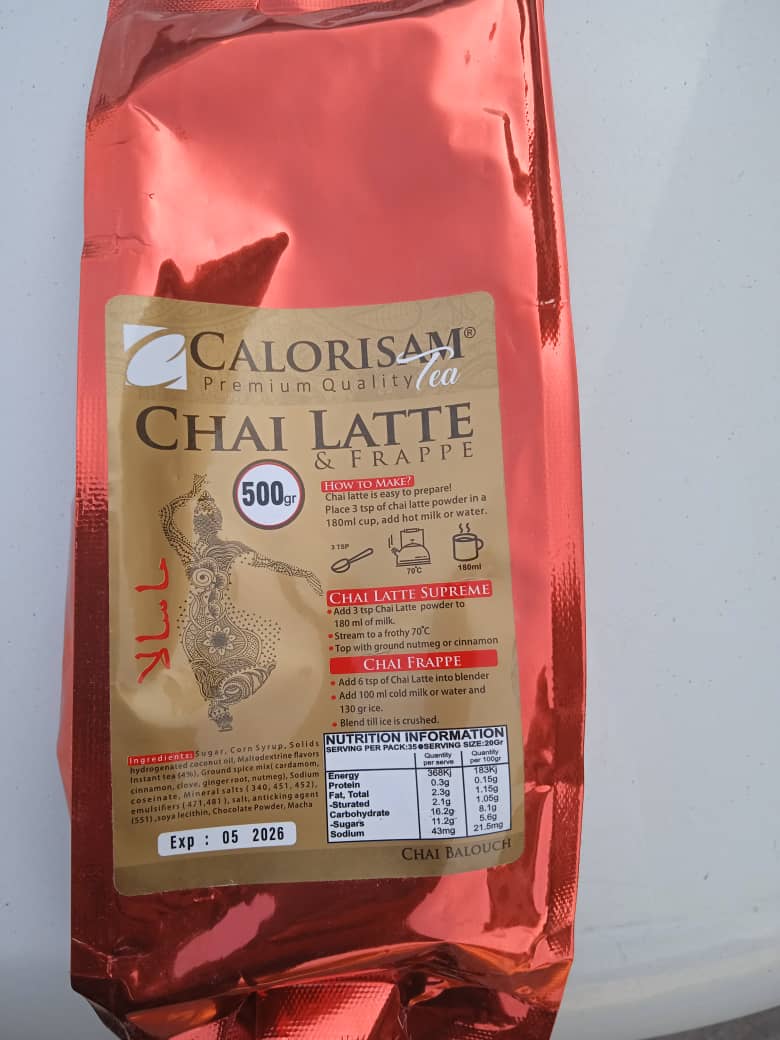 CALORISAM®
Premium Quality Tea
CHAI LATTE
& FRAPPE
500gr
ماسالا
HOW TO MAKE?
Chai latte is easy to prepare!
Place 3 tsp of chai latte powder in a
180ml cup, add hot milk or water.
3 TSP
70°C
180ml
CHAI LATTE SUPREME
• Add 3 tsp Chai Latte powder to
180 ml of milk.
• Stream to a frothy 70°C
• Top with ground nutmeg or cinnamon
CHAI FRAPPE
• Add 6 tsp of Chai Latte into blender
• Add 100 ml cold milk or water and
130 gr ice.
• Blend till ice is crushed.
Ingredients: Sugar, Corn Syrup, Solids
hydrogenated coconut oil, Maltodextrine flavors
Instant tea (4%), Ground spice mix( cardamom,
cinnamon, clove, ginger root, nutmeg), Sodium
coseinate, Mineral salts ( 340, 451, 452),
emulsifiers ( 471,481 ), salt, anticking agent
(551) ,soya lecithin, Chocolate Powder, Macha
Exp : 05 2026
NUTRITION INFORMATION
SERVING PER PACK:35●SERVING SIZE:20Gr
Quantity per serve Quantity per 100gr
Energy 368Kj 183Kj
Protein 0.3g 0.15g
Fat, Total 2.3g 1.15g
-Sturated 2.1g 1.05g
Carbohydrate 16.2g 8.1g
-Sugars 11.2g 5.6g
Sodium 43mg 21.5mg
CHAI BALOUCH